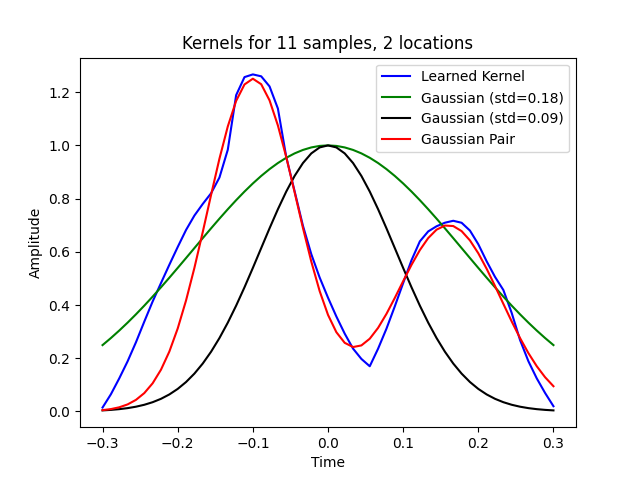 Kernels for 11 samples, 2 locations
Learned Kernel
Gaussian (std=0.18)
Gaussian (std=0.09)
Gaussian Pair
Amplitude
1.2
1.0
0.8
0.6
0.4
0.2
0.0
−0.3 −0.2 −0.1 0.0 0.1 0.2 0.3
Time